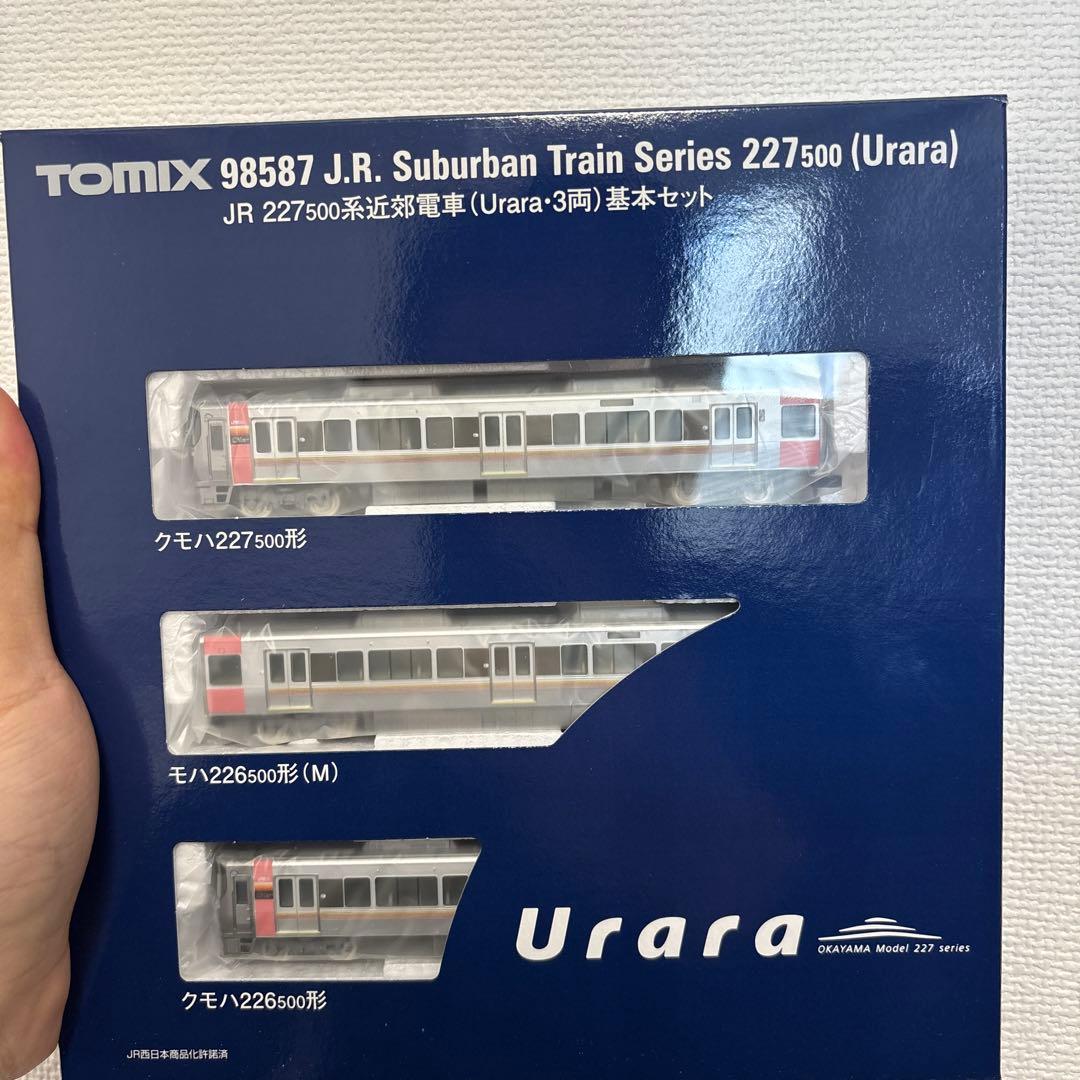 TOMIX 98587 J.R. Suburban Train Series 227500 (Urara)
JR 227500系近郊電車(Urara・3両)基本セット
クモハ227500形
モハ226500形(M)
クモハ226500形
Urara
OKAYAMA Model 227 series
JR西日本商品化許諾済